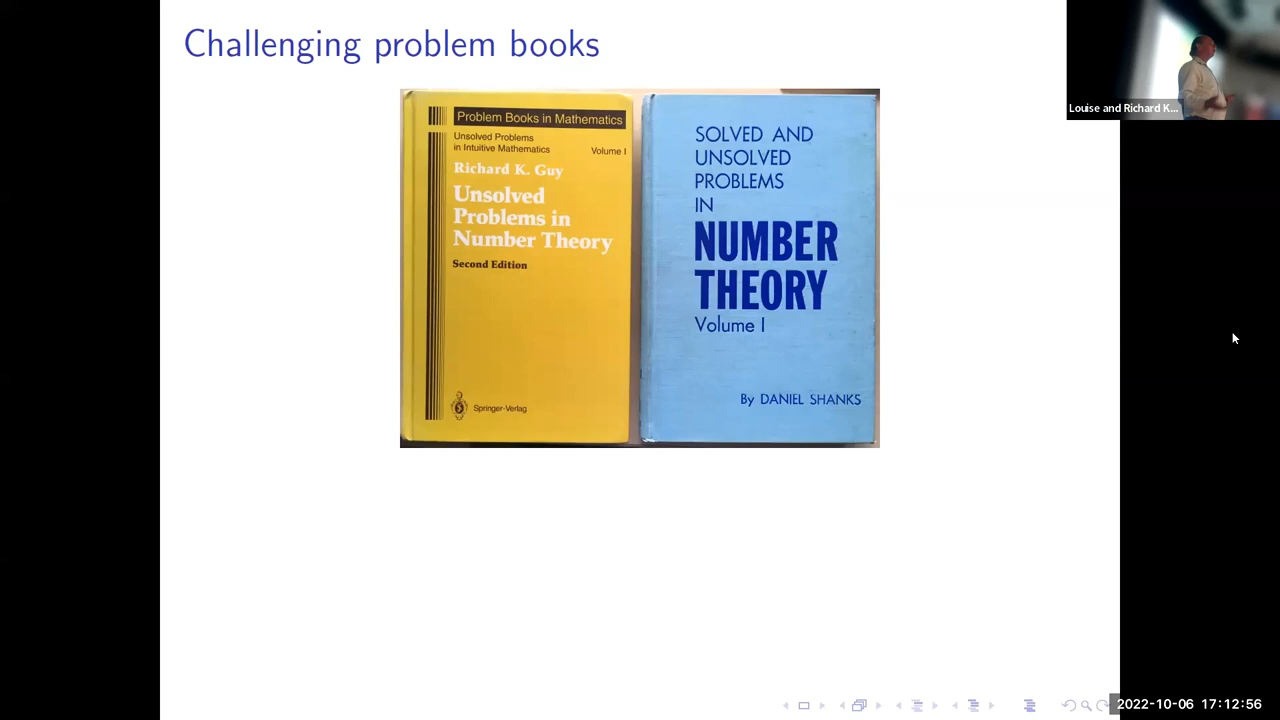 Challenging problem books
Louise and Richard K...
Problem Books in Mathematics
Unsolved Problems
in Intuitive Mathematics Volume I
Richard K. Guy
Unsolved
Problems in
Number Theory
Second Edition
Springer-Verlag
SOLVED AND
UNSOLVED
PROBLEMS
IN
NUMBER
THEORY
Volume I
By DANIEL SHANKS
2022-10-06 17:12:56